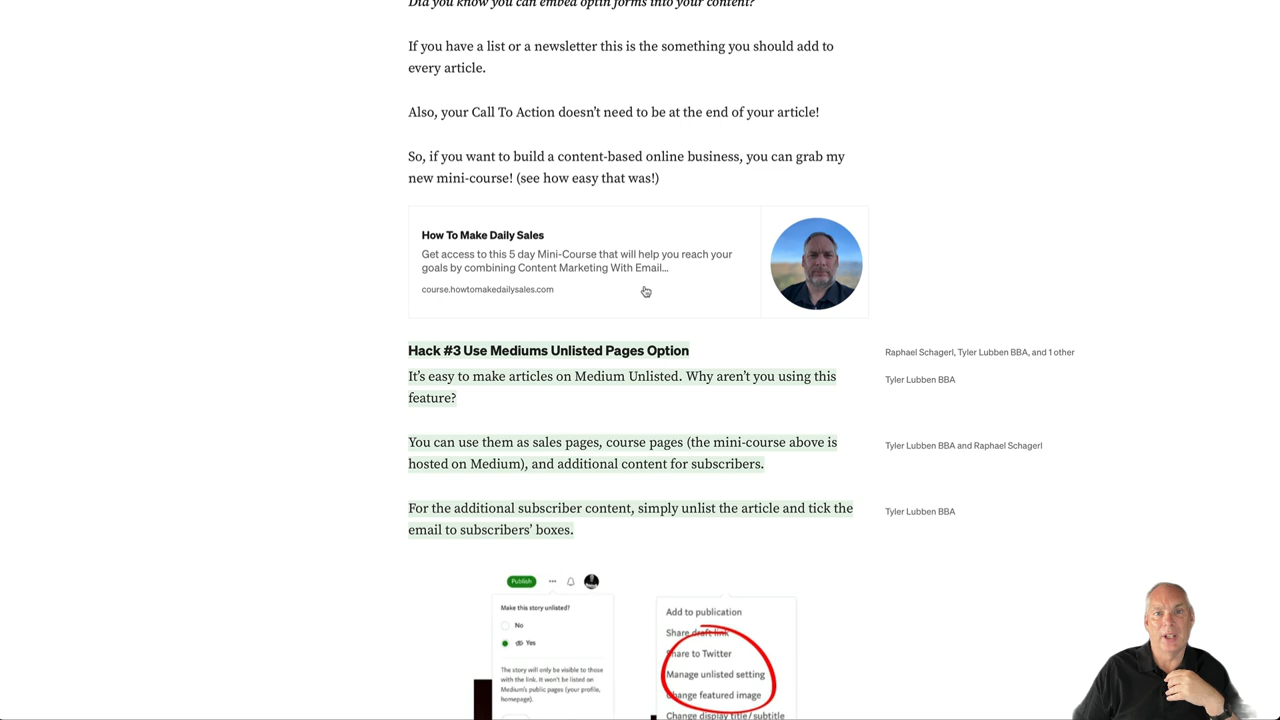 Did you know you can embed optin forms into your content?
If you have a list or a newsletter this is the something you should add to
every article.
Also, your Call To Action doesn’t need to be at the end of your article!
So, if you want to build a content-based online business, you can grab my
new mini-course! (see how easy that was!)
How To Make Daily Sales
Get access to this 5 day Mini-Course that will help you reach your
goals by combining Content Marketing With Email...
course.howtomakedailysales.com
Hack #3 Use Mediums Unlisted Pages Option
Raphael Schagerl, Tyler Lubben BBA, and 1 other
It’s easy to make articles on Medium Unlisted. Why aren’t you using this
feature?
Tyler Lubben BBA
You can use them as sales pages, course pages (the mini-course above is
hosted on Medium), and additional content for subscribers.
Tyler Lubben BBA and Raphael Schagerl
For the additional subscriber content, simply unlist the article and tick the
email to subscribers’ boxes.
Tyler Lubben BBA
Publish
Make this story unlisted?
No
Yes
The story will only be visible to those
with the link. It won't be listed on
Medium's public pages (your profile,
homepage).
Add to publication
Share draft link
Share to Twitter
Manage unlisted setting
Change featured image
Change display title / subtitle